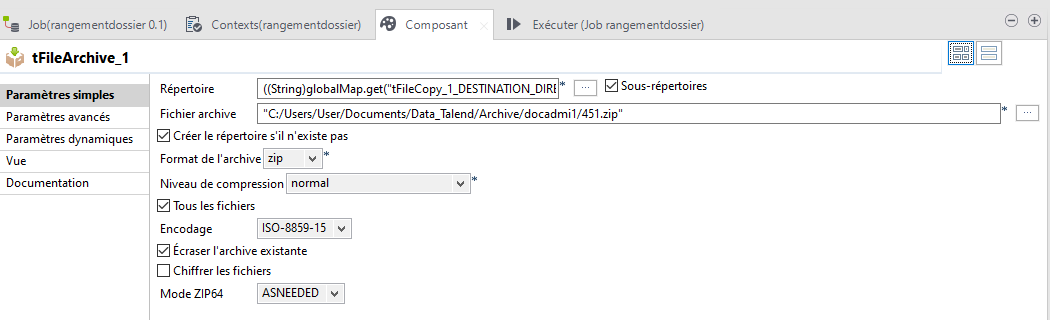 Job(rangementdossier 0.1) Contexts(rangementdossier) Composant Exécuter (Job rangementdossier)
tFileArchive_1
Paramètres simples
Paramètres avancés
Paramètres dynamiques
Vue
Documentation
Répertoire ((String)globalMap.get("tFileCopy_1_DESTINATION_DIRE * ... Sous-répertoires
Fichier archive "C:/Users/User/Documents/Data_Talend/Archive/docadmi1/451.zip" * ...
Créer le répertoire s'il n'existe pas
Format de l'archive zip *
Niveau de compression normal *
Tous les fichiers
Encodage ISO-8859-15
Écraser l'archive existante
Chiffrer les fichiers
Mode ZIP64 ASNEEDED